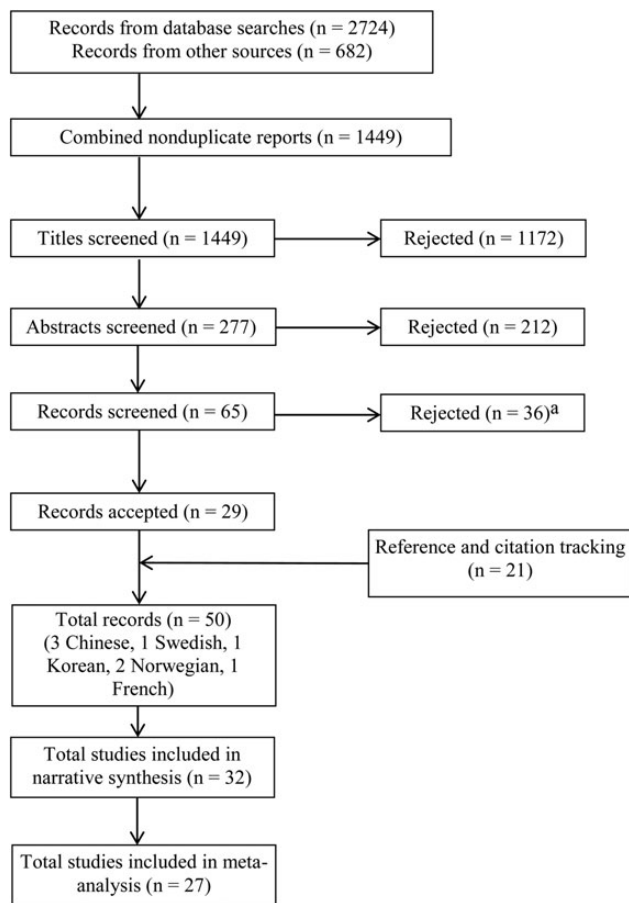 Records from database searches (n = 2724)
Records from other sources (n = 682)
Combined nonduplicate reports (n = 1449)
Titles screened (n = 1449)
Rejected (n = 1172)
Abstracts screened (n = 277)
Rejected (n = 212)
Records screened (n = 65)
Rejected (n = 36)a
Records accepted (n = 29)
Reference and citation tracking
(n = 21)
Total records (n = 50)
(3 Chinese, 1 Swedish, 1
Korean, 2 Norwegian, 1
French)
Total studies included in
narrative synthesis (n = 32)
Total studies included in meta-
analysis (n = 27)